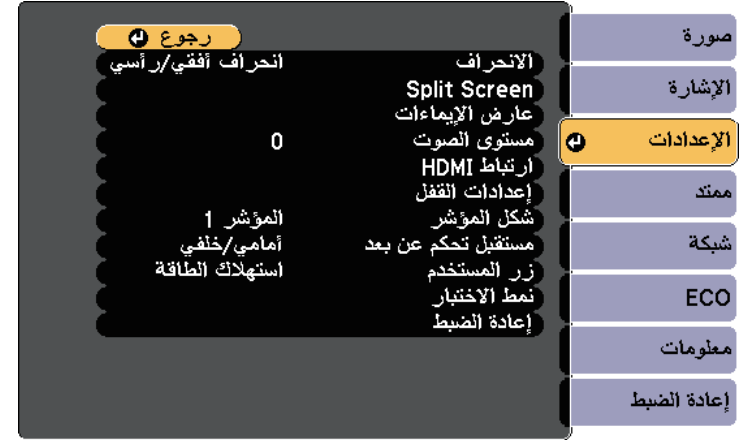 صورة
الإشارة
الإعدادات
ممتد
شبكة
ECO
معلومات
إعادة الضبط
رجوع
الانحراف انحراف أفقي/رأسي
Split Screen
عارض الإيماءات
مستوى الصوت 0
ارتباط HDMI
إعدادات القفل
شكل المؤشر المؤشر 1
مستقبل تحكم عن بعد أمامي/خلفي
زر المستخدم استهلاك الطاقة
نمط الاختبار
إعادة الضبط